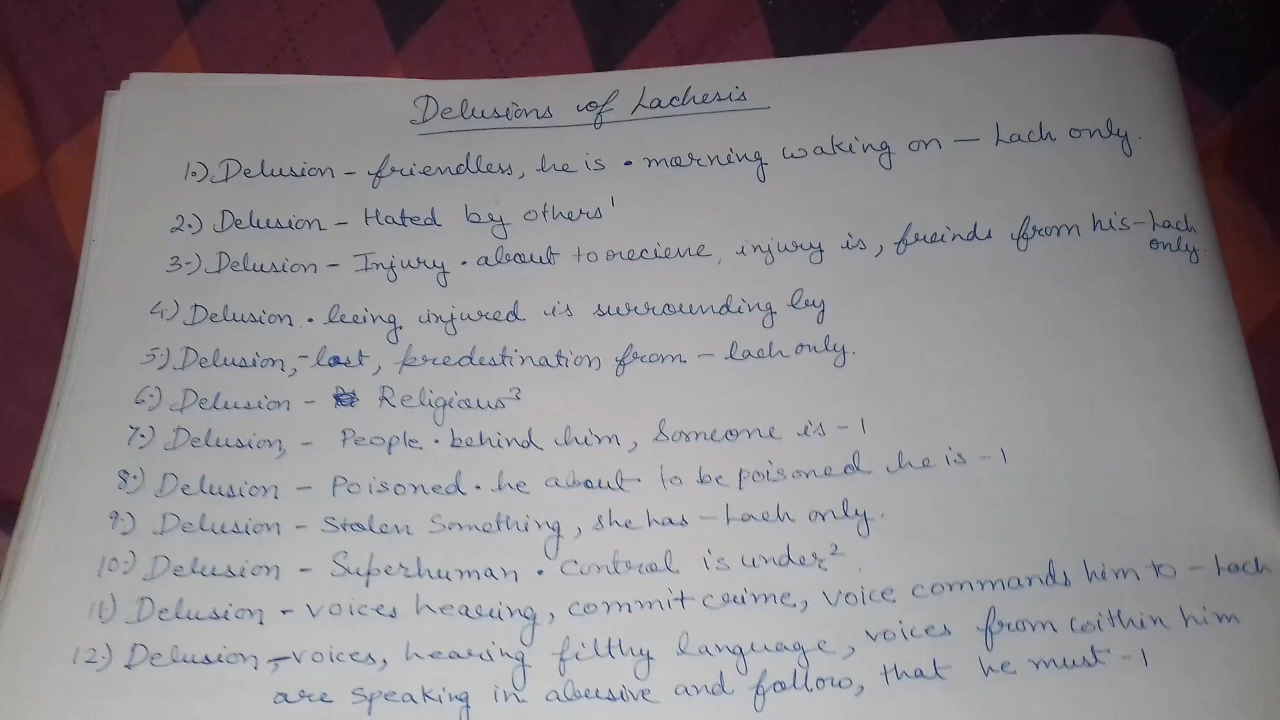 Delusions of Lachesis
1.) Delusion - friendless, he is • morning waking on - Lach only.
2.) Delusion - Hated by others¹
3.) Delusion - Injury • about to reciene, injury is, freinds from his - Lach only.
4.) Delusion • being injured is surrounding by
5.) Delusion, - lost, predestination from - lach only.
6.) Delusion - Religious³
7.) Delusion, - People • behind him, someone is - 1
8.) Delusion - Poisoned • he about to be poisoned he is - 1
9.) Delusion - Stolen Something, she has - Lach only.
10.) Delusion - Superhuman • control is under²
11.) Delusion - voices hearing, commit crime, voice commands him to - Lach
12.) Delusion, - voices, hearing filthy language, voices from within him
are speaking in abusive and follow, that he must - 1